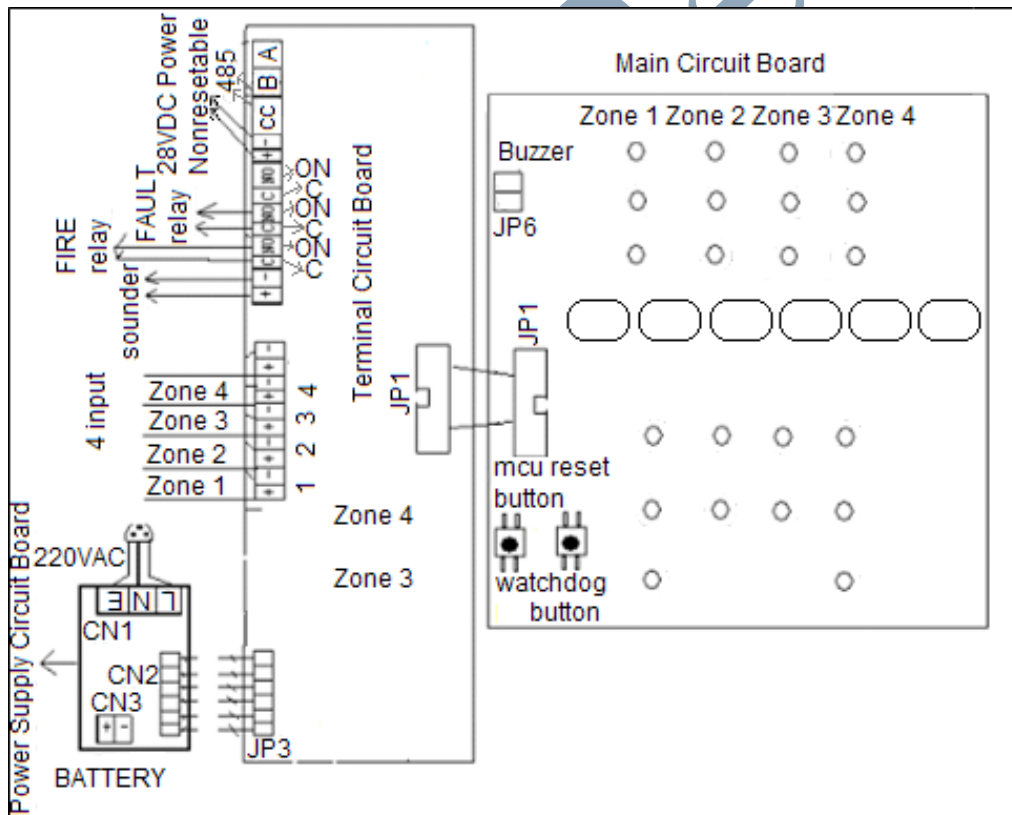 Main Circuit Board
Zone 1 Zone 2 Zone 3 Zone 4
Buzzer
JP6
JP1
mcu reset
button
watchdog
button
Terminal Circuit Board
JP1
Zone 4
Zone 3
JP3
A
B
CC
-
+
NO
C
NO
C
NO
C
-
+
ON
C
ON
C
ON
C
485
28VDC Power
Nonresetable
FAULT
relay
FIRE
relay
sounder
4 input
Zone 4
Zone 3
Zone 2
Zone 1
-
+
-
+
-
+
-
+
-
+
4
3
2
1
220VAC
L N E
CN1
CN2
CN3
+ -
BATTERY
Power Supply Circuit Board